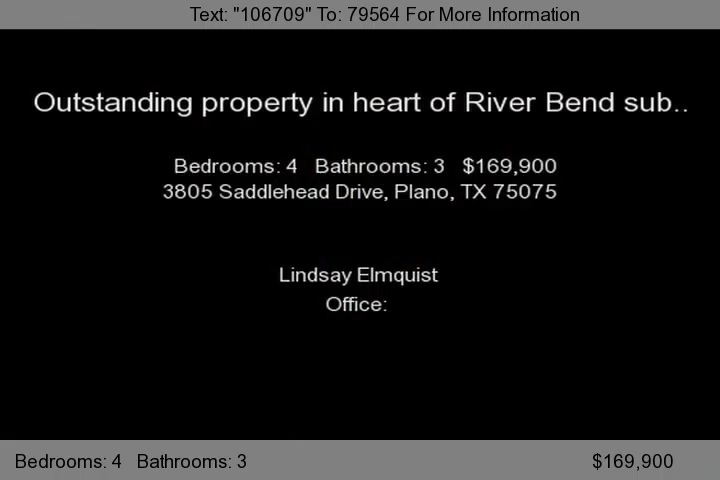 Text: "106709" To: 79564 For More Information
Outstanding property in heart of River Bend sub..
Bedrooms: 4 Bathrooms: 3 $169,900
3805 Saddlehead Drive, Plano, TX 75075
Lindsay Elmquist
Office:
Bedrooms: 4 Bathrooms: 3 $169,900